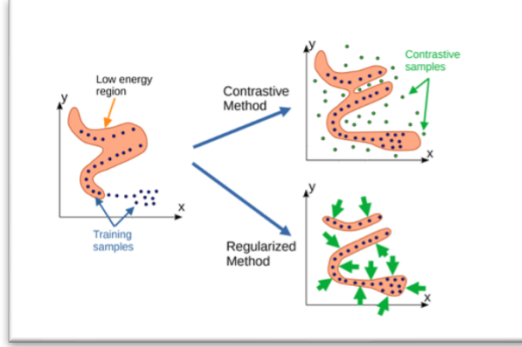 Low energy
region
y
x
Training
samples
Contrastive
Method
y
x
Contrastive
samples
Regularized
Method
y
x